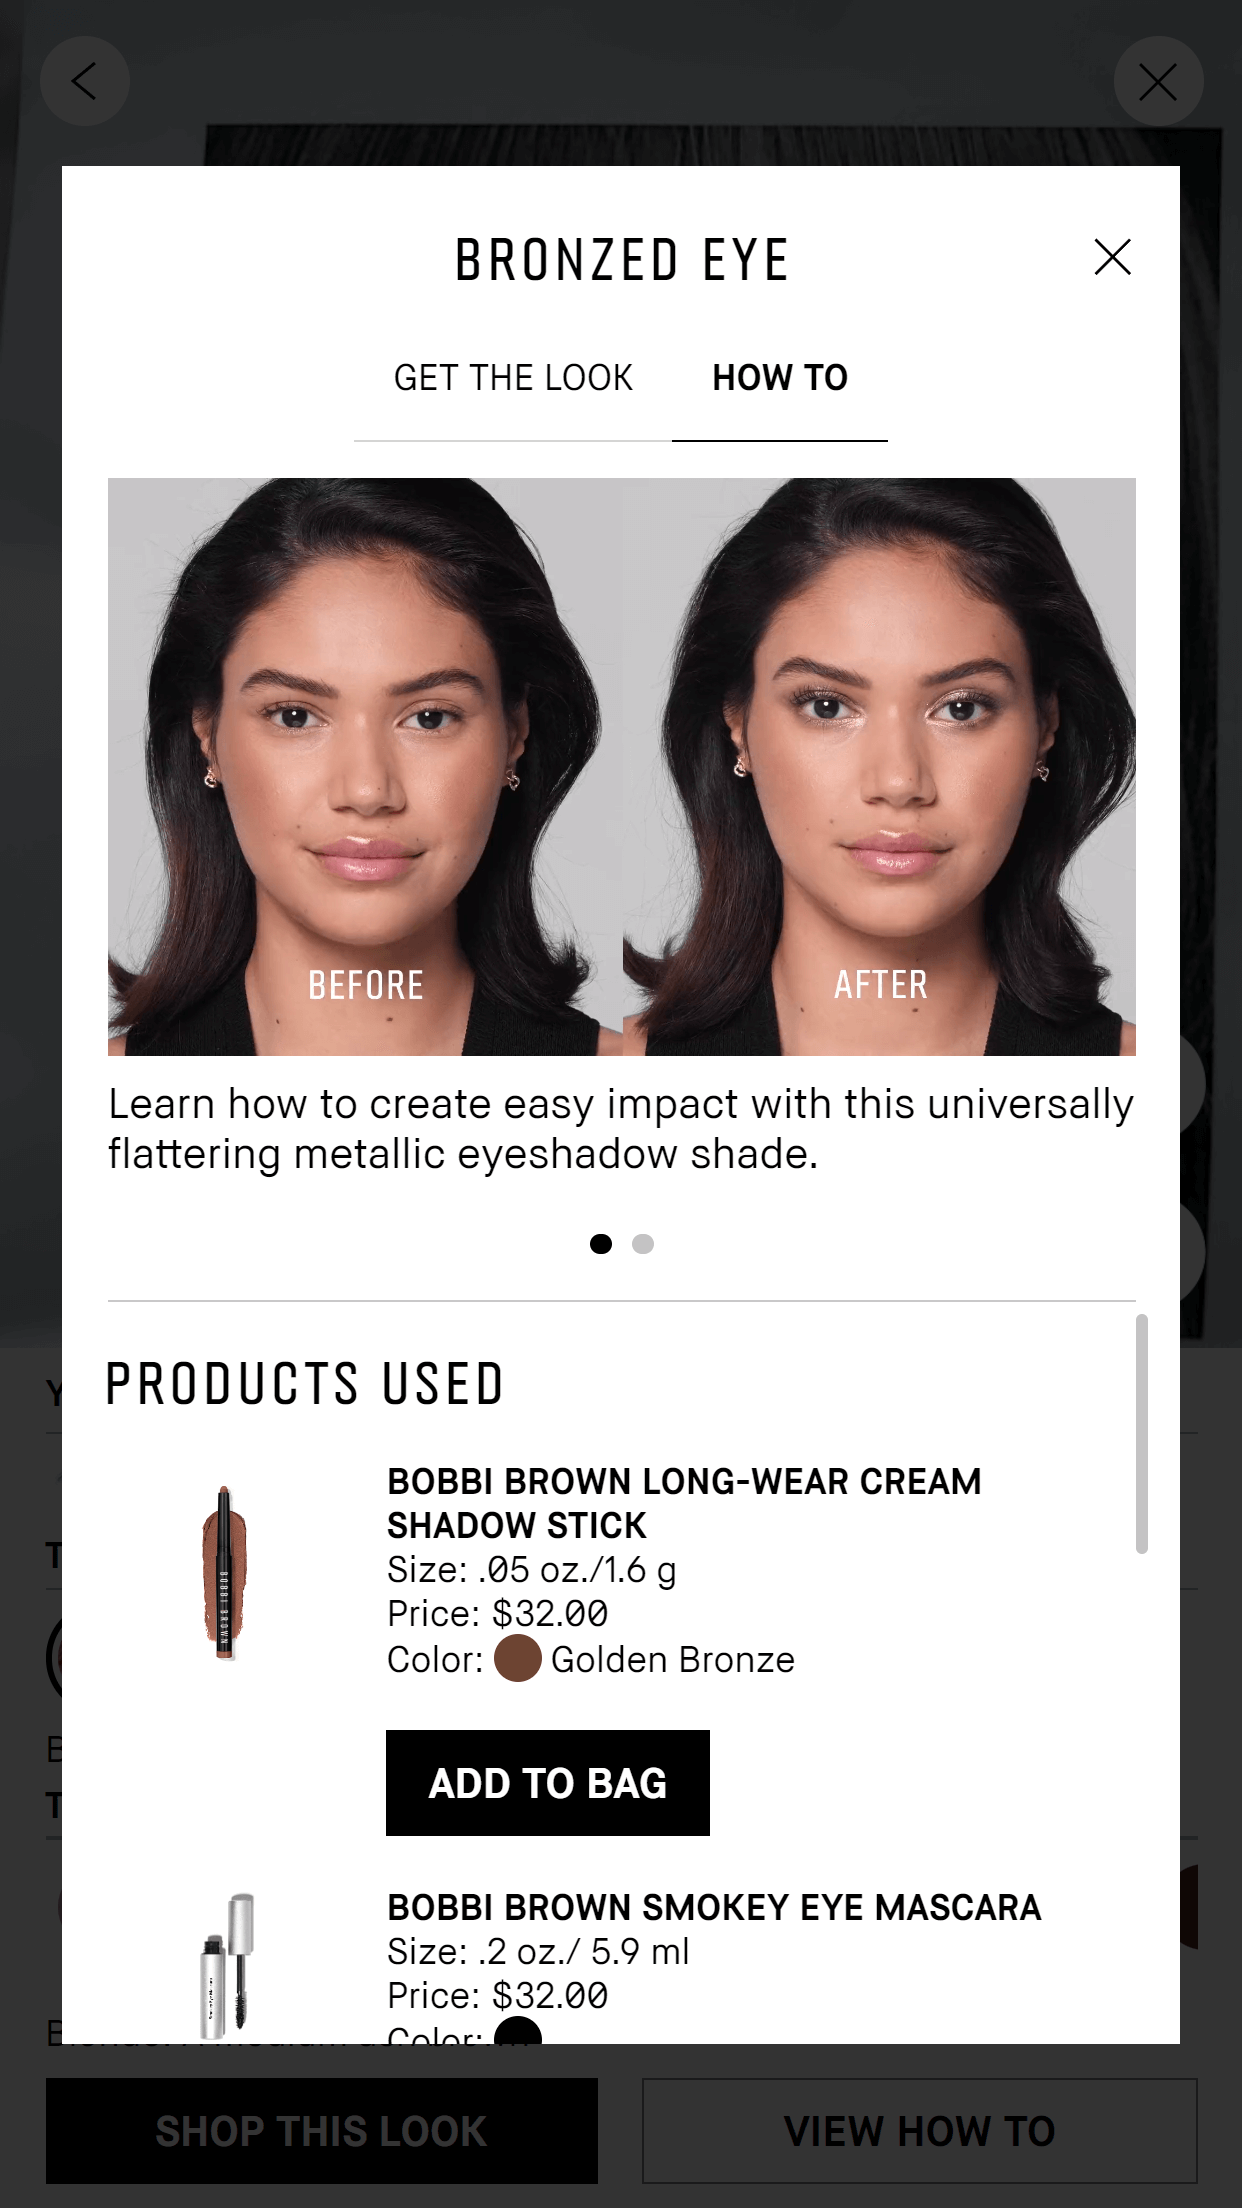 BRONZED EYE
GET THE LOOK
HOW TO
BEFORE
AFTER
Learn how to create easy impact with this universally
flattering metallic eyeshadow shade.
PRODUCTS USED
BOBBI BROWN
BOBBI BROWN LONG-WEAR CREAM
SHADOW STICK
Size: .05 oz./1.6 g
Price: $32.00
Color: Golden Bronze
ADD TO BAG
BOBBI BROWN SMOKEY EYE MASCARA
Size: .2 oz./ 5.9 ml
Price: $32.00
Color:
SHOP THIS LOOK
VIEW HOW TO